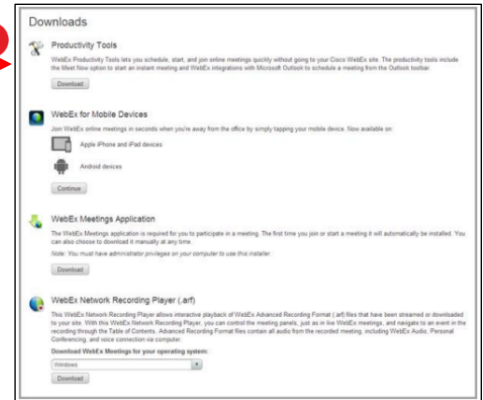 Downloads
Productivity Tools
WebEx Productivity Tools lets you schedule, start, and join online meetings quickly without going to your Cisco WebEx site. The productivity tools include
the Meet Now option to start an instant meeting and WebEx integrations with Microsoft Outlook to schedule a meeting from the Outlook toolbar.
Download
WebEx for Mobile Devices
Join WebEx online meetings in seconds when you're away from the office by simply tapping your mobile device. Now available on:
Apple iPhone and iPad devices
Android devices
Continue
WebEx Meetings Application
The WebEx Meetings application is required for you to participate in a meeting. The first time you join or start a meeting it will automatically be installed. You
can also choose to download it manually at any time.
Note: You must have administrator privileges on your computer to use this installer.
Download
WebEx Network Recording Player (.arf)
This WebEx Network Recording Player allows interactive playback of WebEx Advanced Recording Format (.arf) files that have been streamed or downloaded
to your site. With this WebEx Network Recording Player, you can control the meeting panels, just as in live WebEx meetings, and navigate to an event in the
recording through the Table of Contents. Advanced Recording Format files contain all audio from the recorded meeting, including WebEx Audio, Personal
Conferencing, and voice connection via computer.
Download WebEx Meetings for your operating system:
Windows
Download